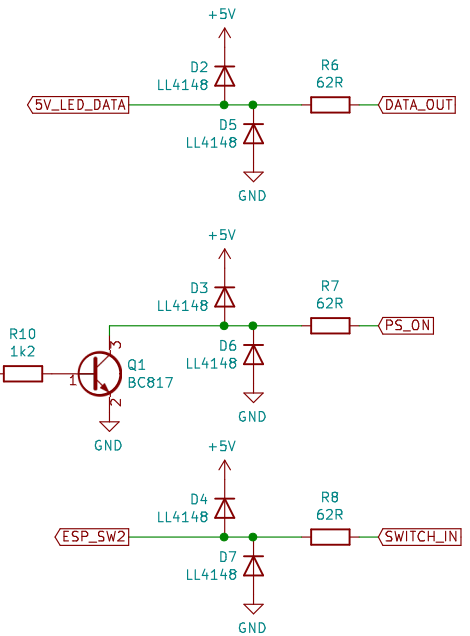 +5V
D2
LL4148
R6
62R
5V_LED_DATA
DATA_OUT
D5
LL4148
GND
+5V
D3
LL4148
R7
62R
PS_ON
R10
1k2
3
D6
LL4148
Q1
BC817
1
2
GND
GND
+5V
D4
LL4148
R8
62R
ESP_SW2
SWITCH_IN
D7
LL4148
GND